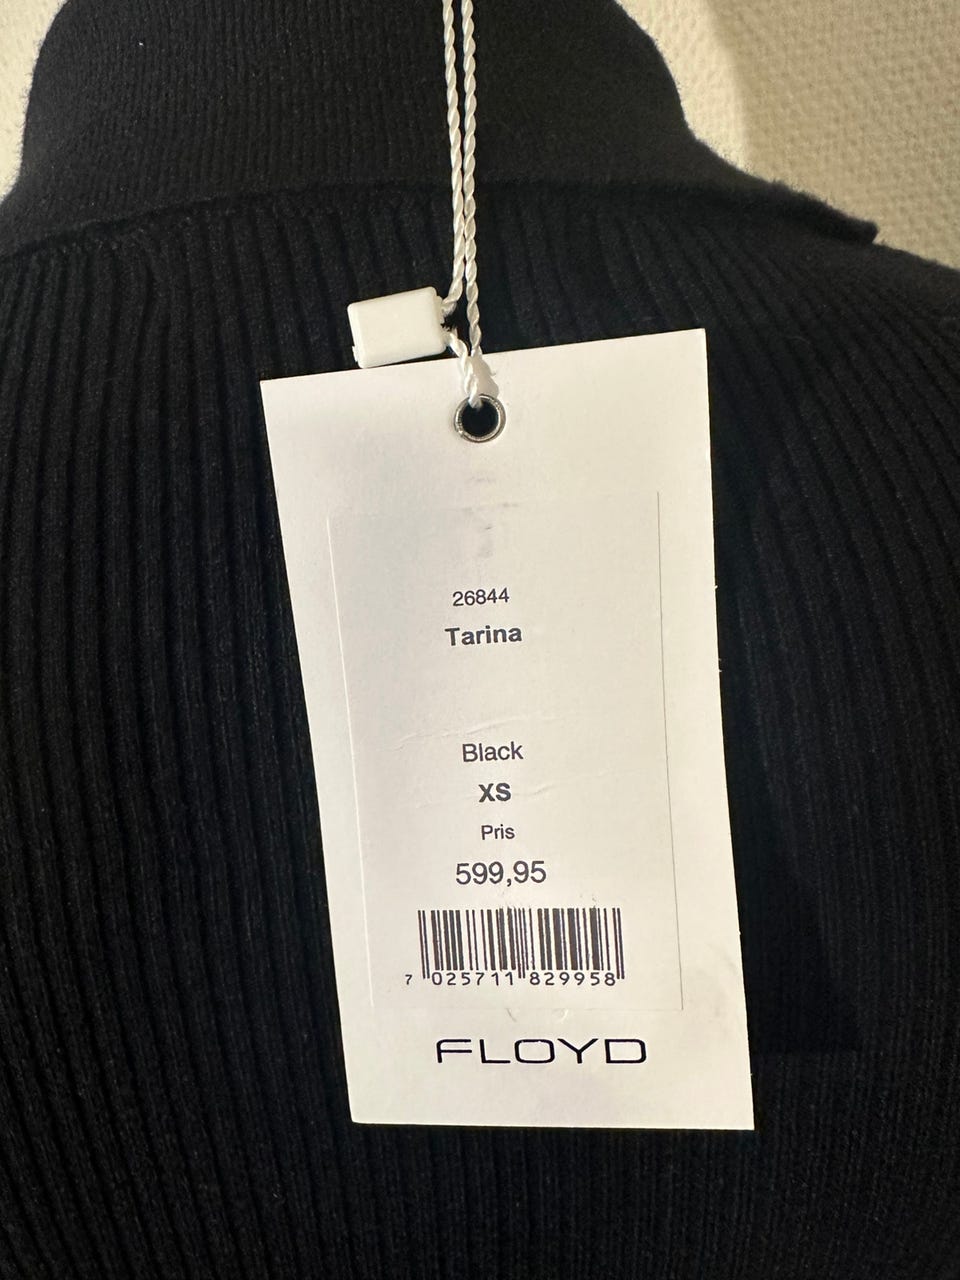 26844
Tarina
Black
XS
Pris
599,95
7 025711 829958
FLOYD